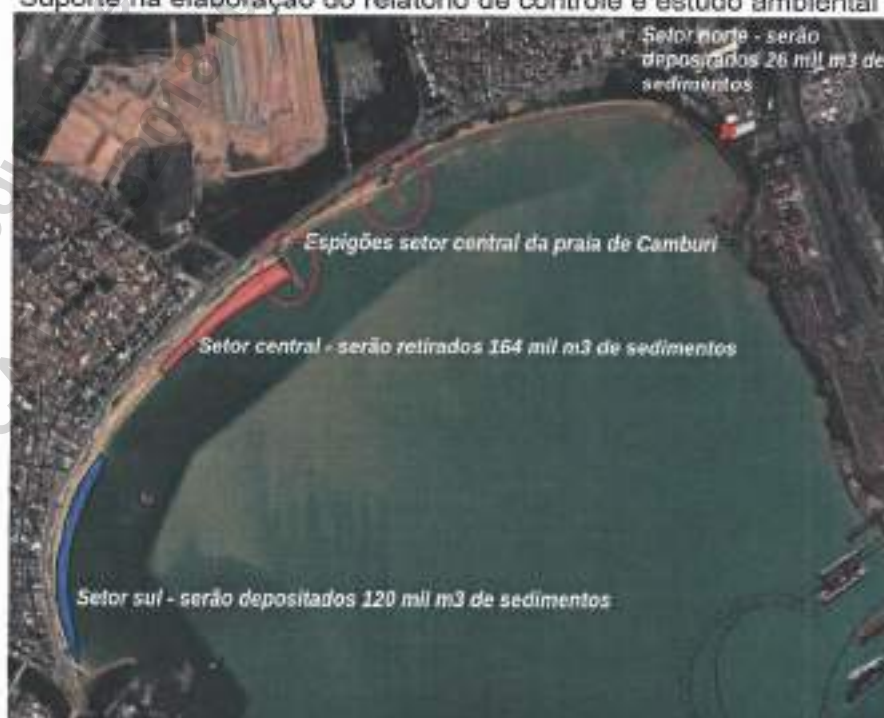 Suporte na elaboração do relatório de controle e estudo ambiental
Setor norte - serão
depositados 26 mil m3 de
sedimentos
Espigões setor central da praia de Camburi
Setor central - serão retirados 164 mil m3 de sedimentos
Setor sul - serão depositados 120 mil m3 de sedimentos